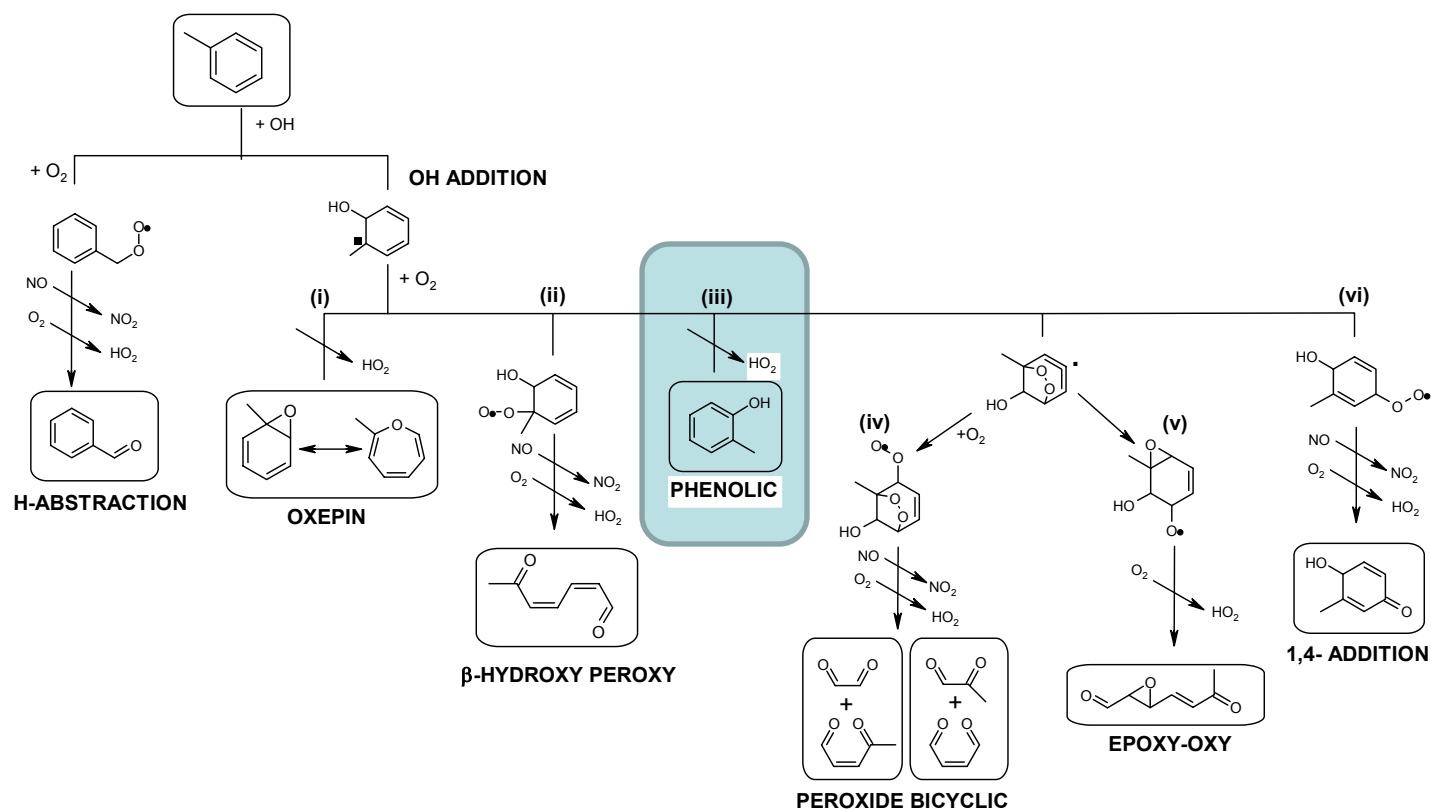 + OH
+ O₂
OH ADDITION
HO
O•
O
+ O₂
NO
NO₂
O₂
HO₂
O
H-ABSTRACTION
(i)
HO₂
O
O
OXEPIN
(ii)
HO
O•-O
NO
NO₂
O₂
HO₂
O
O
β-HYDROXY PEROXY
(iii)
HO₂
OH
PHENOLIC
O
O
HO
(iv)
+O₂
O•
O
O
O
HO
NO
O₂
NO₂
HO₂
O O
+
O O
O O
+
O O
PEROXIDE BICYCLIC
(v)
O
HO
O•
O₂
HO₂
O
O
O
EPOXY-OXY
(vi)
HO
O
O•
NO
O₂
NO₂
HO₂
HO
O
1,4- ADDITION